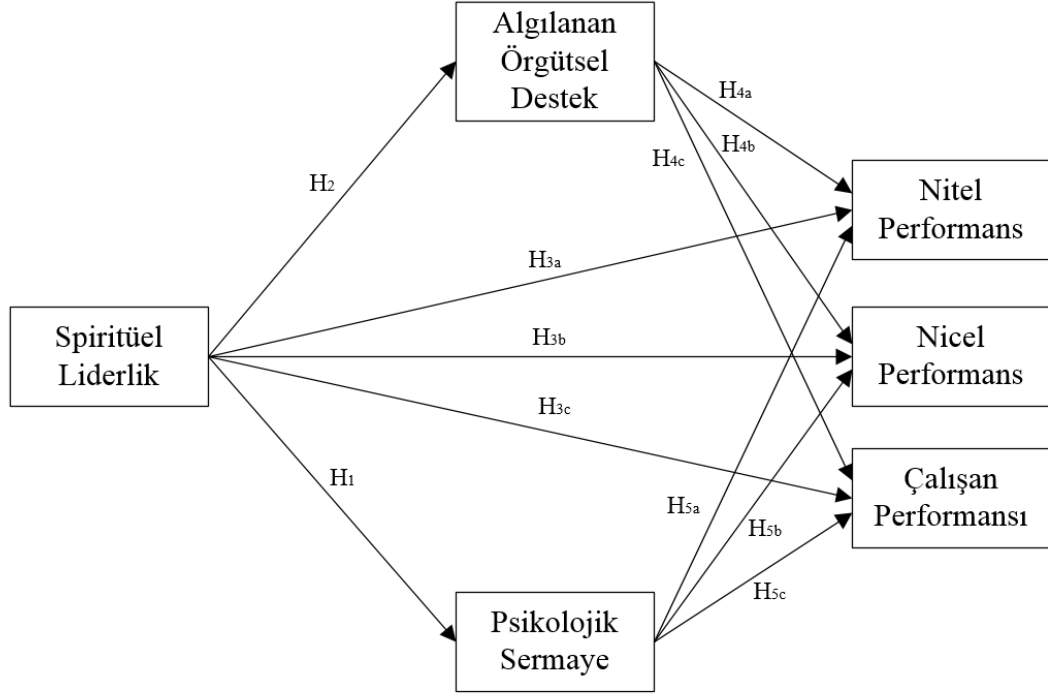 Algılanan
Örgütsel
Destek
H4a
H4b
H4c
H2
Nitel
Performans
H3a
Spiritüel
Liderlik
H3b
Nicel
Performans
H3c
H1
Çalışan
Performansı
H5a
H5b
H5c
Psikolojik
Sermaye